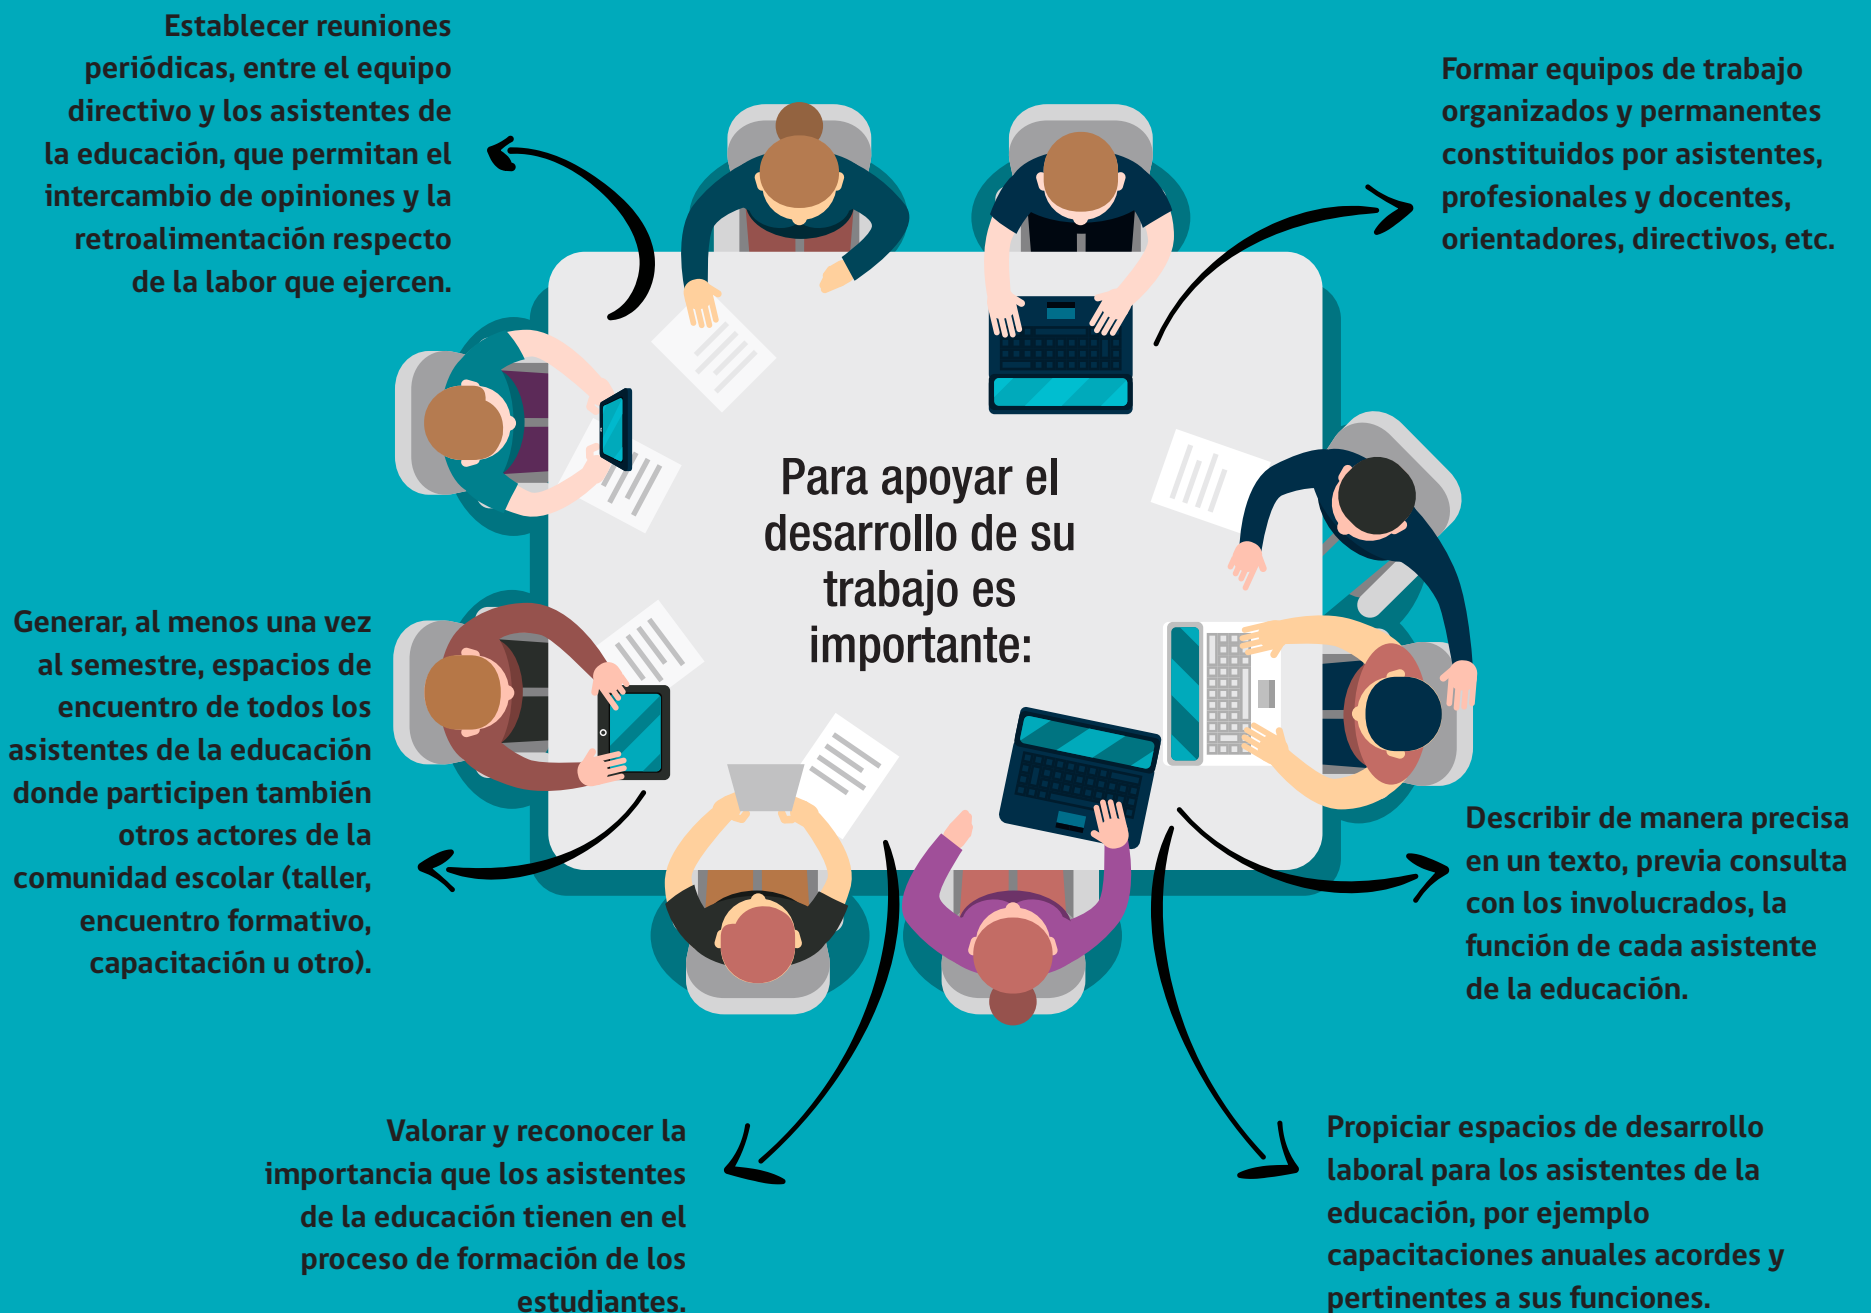 Establecer reuniones
periódicas, entre el equipo
directivo y los asistentes de
la educación, que permitan el
intercambio de opiniones y la
retroalimentación respecto
de la labor que ejercen.
Formar equipos de trabajo
organizados y permanentes
constituidos por asistentes,
profesionales y docentes,
orientadores, directivos, etc.
Para apoyar el
desarrollo de su
trabajo es
importante:
Generar, al menos una vez
al semestre, espacios de
encuentro de todos los
asistentes de la educación
donde participen también
otros actores de la
comunidad escolar (taller,
encuentro formativo,
capacitación u otro).
Describir de manera precisa
en un texto, previa consulta
con los involucrados, la
función de cada asistente
de la educación.
Valorar y reconocer la
importancia que los asistentes
de la educación tienen en el
proceso de formación de los
estudiantes.
Propiciar espacios de desarrollo
laboral para los asistentes de la
educación, por ejemplo
capacitaciones anuales acordes y
pertinentes a sus funciones.